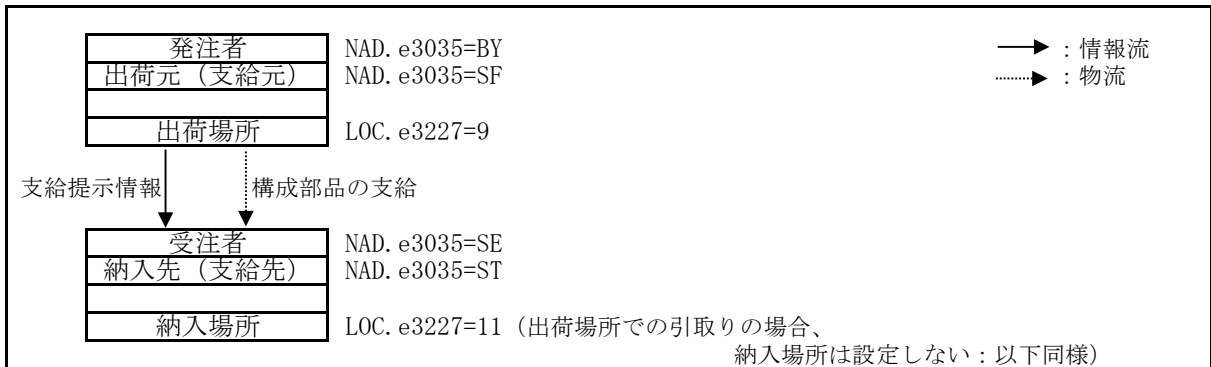 発注者 NAD.e3035=BY
→ :情報流
出荷元(支給元) NAD.e3035=SF
:物流
出荷場所 LOC.e3227=9
支給提示情報 構成部品の支給
受注者 NAD.e3035=SE
納入先(支給先) NAD.e3035=ST
納入場所 LOC.e3227=11(出荷場所での引取りの場合、
納入場所は設定しない:以下同様)